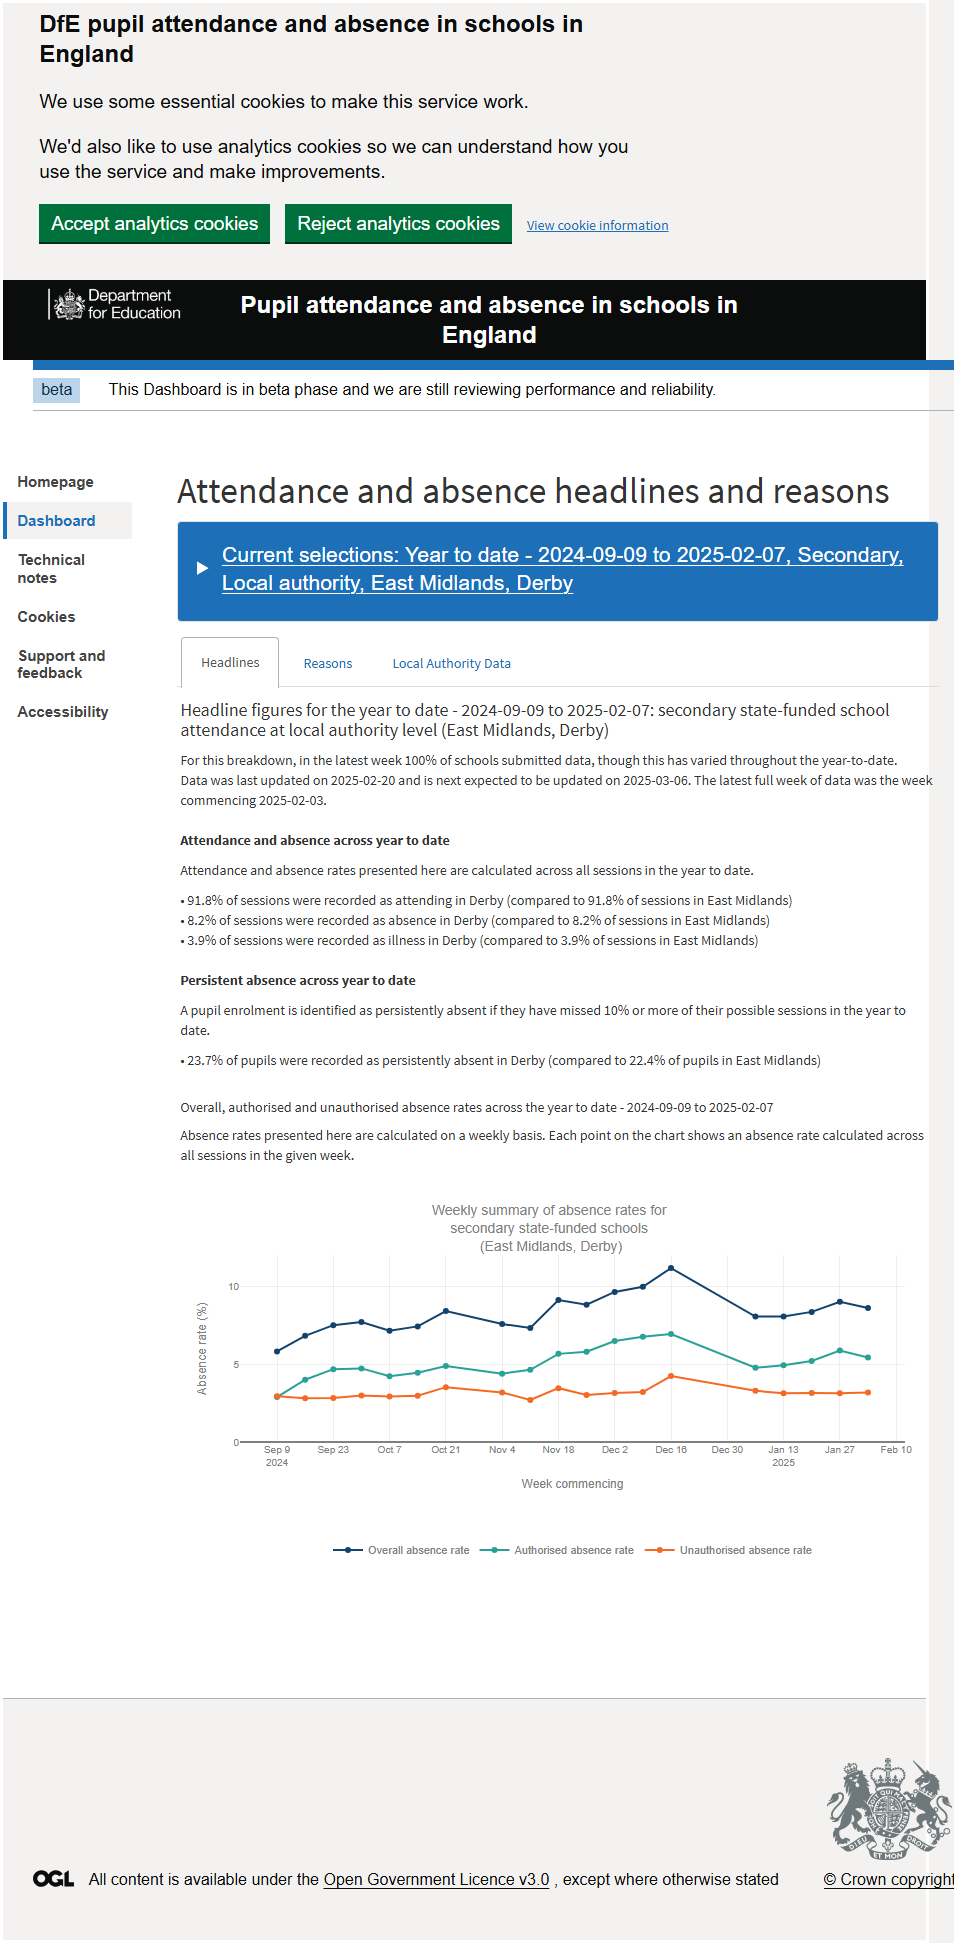 DfE pupil attendance and absence in schools in
England
We use some essential cookies to make this service work.
We'd also like to use analytics cookies so we can understand how you
use the service and make improvements.
Accept analytics cookies
Reject analytics cookies
View cookie information
Department
for Education
Pupil attendance and absence in schools in
England
beta
This Dashboard is in beta phase and we are still reviewing performance and reliability.
Homepage
Dashboard
Technical
notes
Cookies
Support and
feedback
Accessibility
Attendance and absence headlines and reasons
Current selections: Year to date - 2024-09-09 to 2025-02-07, Secondary,
Local authority, East Midlands, Derby
Headlines
Reasons
Local Authority Data
Headline figures for the year to date - 2024-09-09 to 2025-02-07: secondary state-funded school
attendance at local authority level (East Midlands, Derby)
For this breakdown, in the latest week 100% of schools submitted data, though this has varied throughout the year-to-date.
Data was last updated on 2025-02-20 and is next expected to be updated on 2025-03-06. The latest full week of data was the week
commencing 2025-02-03.
Attendance and absence across year to date
Attendance and absence rates presented here are calculated across all sessions in the year to date.
• 91.8% of sessions were recorded as attending in Derby (compared to 91.8% of sessions in East Midlands)
• 8.2% of sessions were recorded as absence in Derby (compared to 8.2% of sessions in East Midlands)
• 3.9% of sessions were recorded as illness in Derby (compared to 3.9% of sessions in East Midlands)
Persistent absence across year to date
A pupil enrolment is identified as persistently absent if they have missed 10% or more of their possible sessions in the year to
date.
• 23.7% of pupils were recorded as persistently absent in Derby (compared to 22.4% of pupils in East Midlands)
Overall, authorised and unauthorised absence rates across the year to date - 2024-09-09 to 2025-02-07
Absence rates presented here are calculated on a weekly basis. Each point on the chart shows an absence rate calculated across
all sessions in the given week.
Weekly summary of absence rates for
secondary state-funded schools
(East Midlands, Derby)
Absence rate (%)
10
5
0
Sep 9 Sep 23 Oct 7 Oct 21 Nov 4 Nov 18 Dec 2 Dec 16 Dec 30 Jan 13 Jan 27 Feb 10
2024 2025
Week commencing
Overall absence rate
Authorised absence rate
Unauthorised absence rate
DIEU ET MON DROIT
OGL
All content is available under the Open Government Licence v3.0 , except where otherwise stated
© Crown copyright